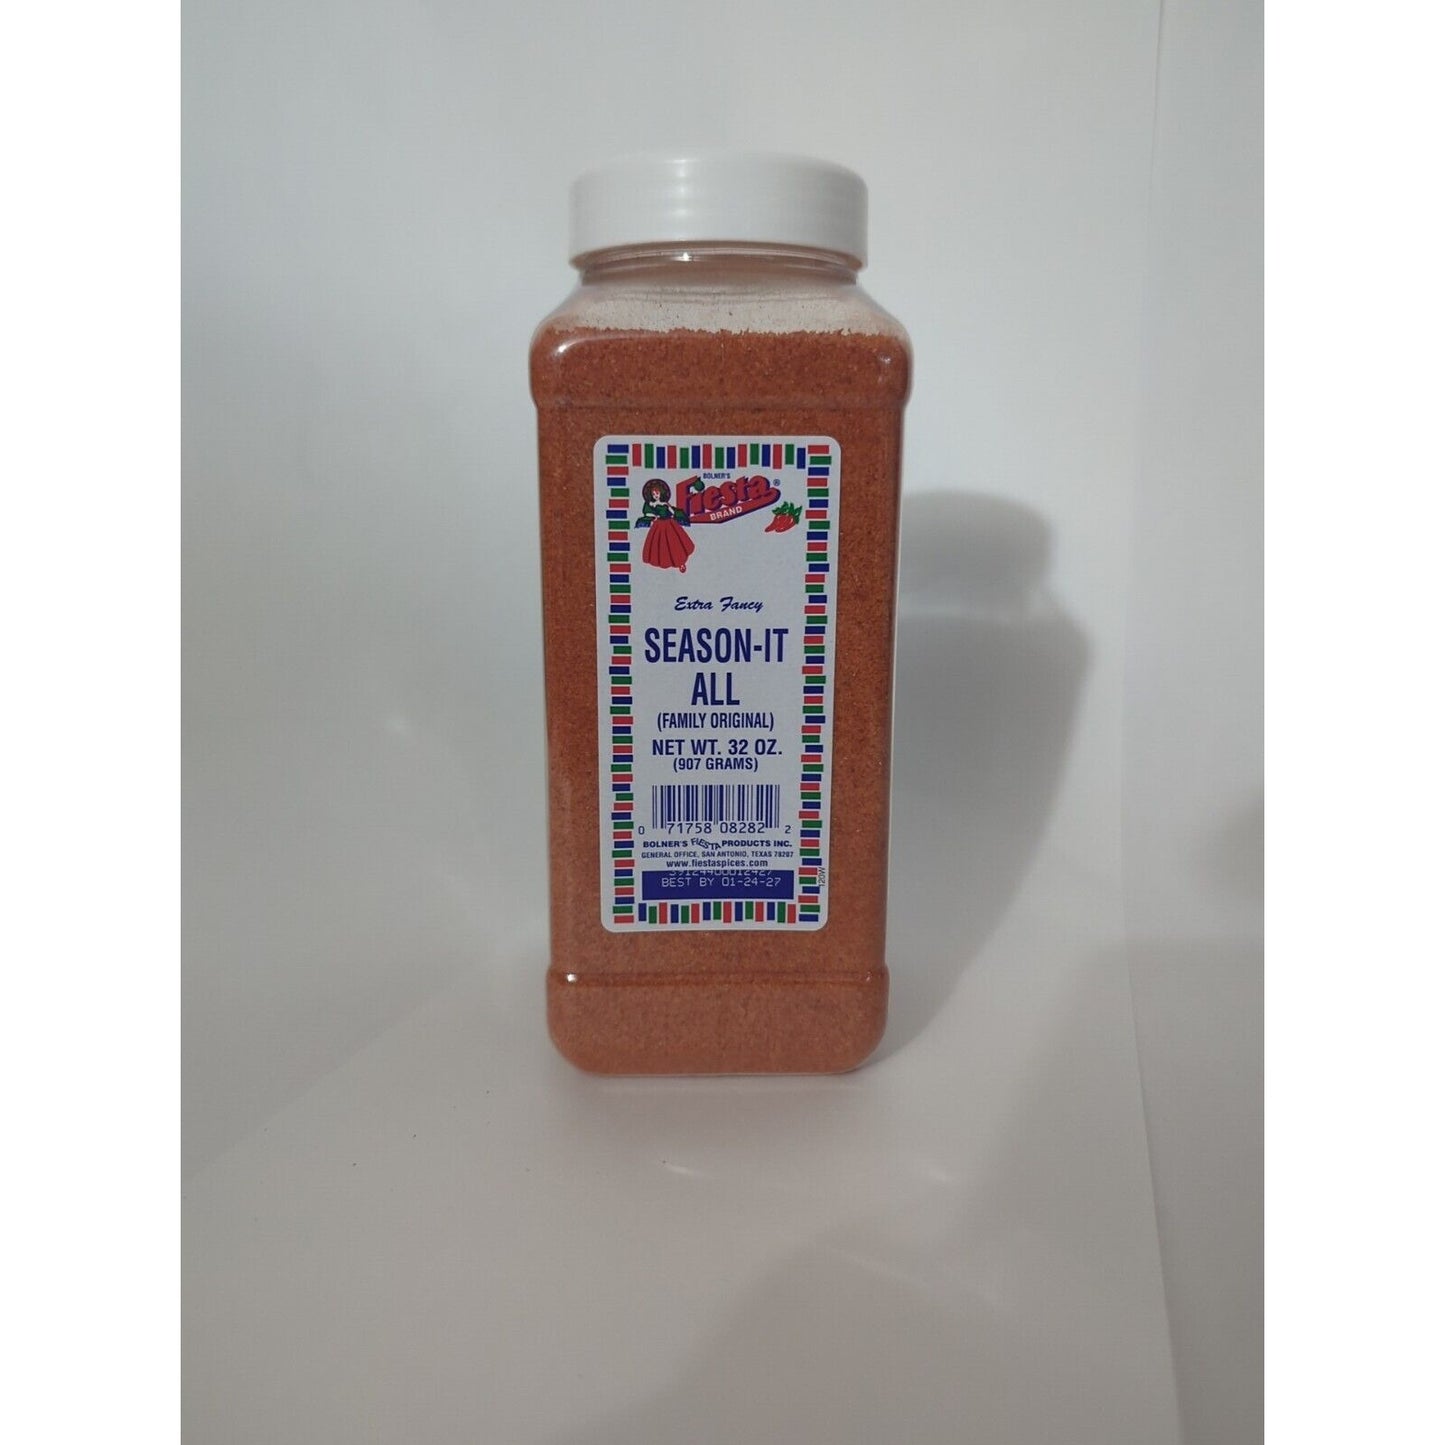 BOLNER'S
Fiesta®
BRAND
Extra Fancy
SEASON-IT
ALL
(FAMILY ORIGINAL)
NET WT. 32 OZ.
(907 GRAMS)
0 71758 08282 2
BOLNER'S FIESTA PRODUCTS INC.
GENERAL OFFICE, SAN ANTONIO, TEXAS 78207
www.fiestaspices.com
BEST BY 01-24-27
120W